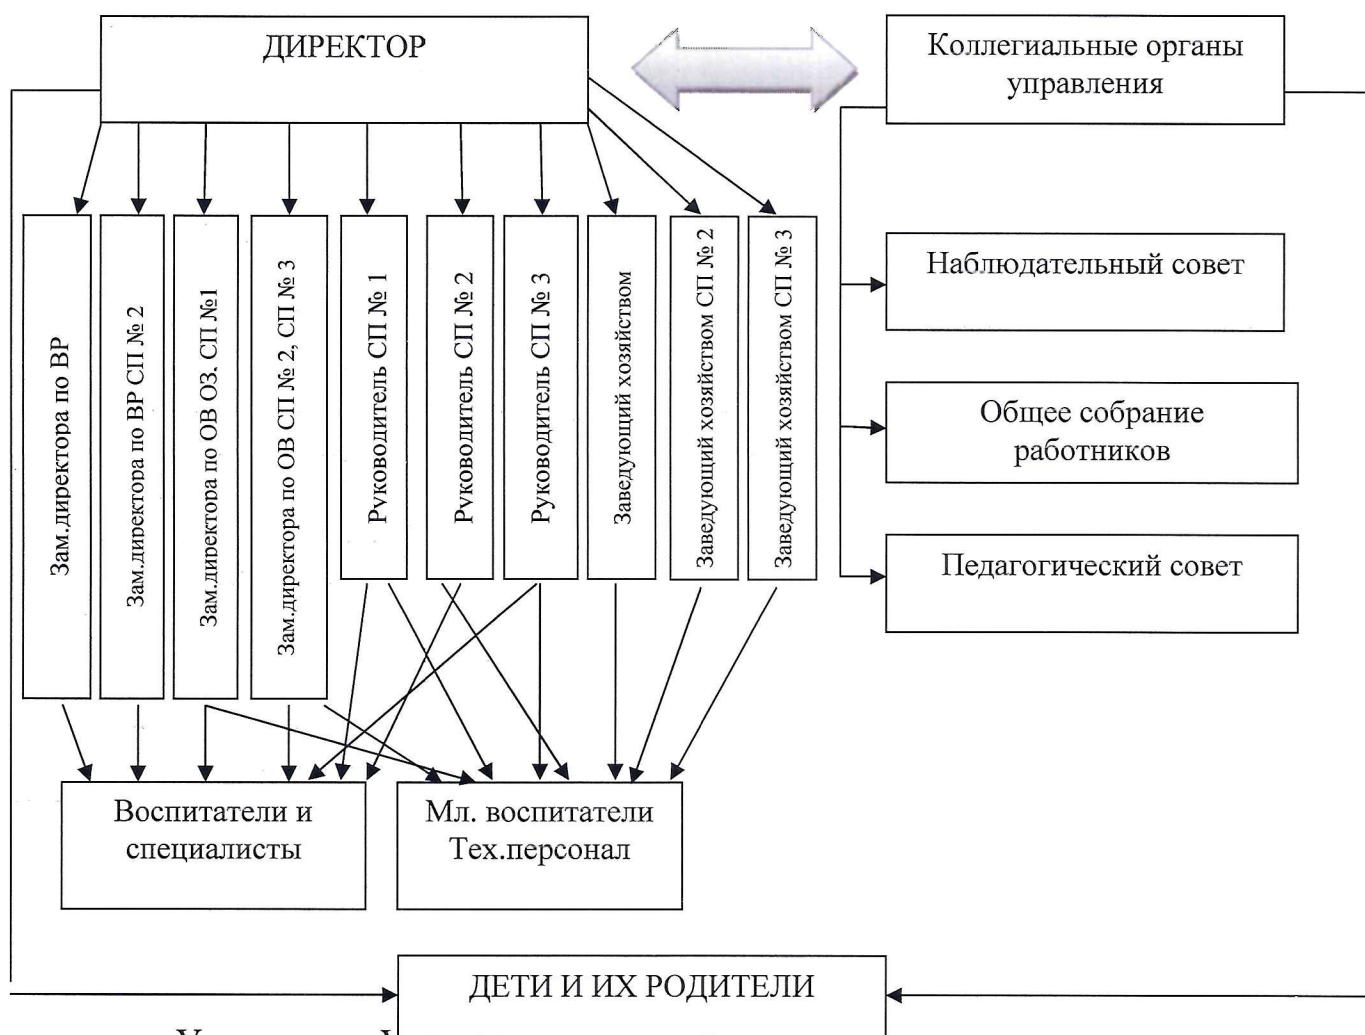 ДИРЕКТОР
Коллегиальные органы
управления
Зам.директора по ВР
Зам.директора по ВР СП № 2
Зам.директора по ОВ ОЗ. СП №1
Зам.директора по ОВ СП № 2, СП № 3
Руководитель СП № 1
Руководитель СП № 2
Руководитель СП № 3
Заведующий хозяйством
Заведующий хозяйством СП № 2
Заведующий хозяйством СП № 3
Наблюдательный совет
Общее собрание
работников
Педагогический совет
Воспитатели и
специалисты
Мл. воспитатели
Тех.персонал
ДЕТИ И ИХ РОДИТЕЛИ